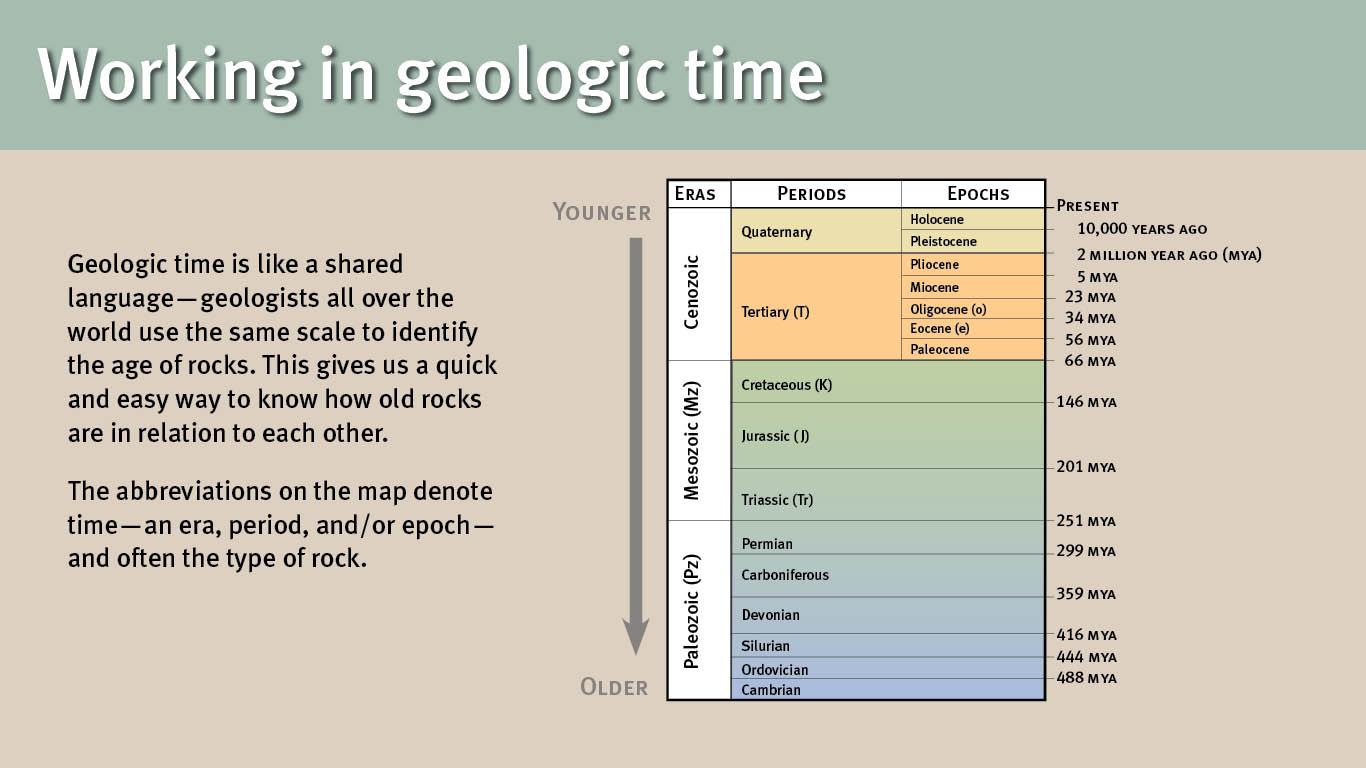 Working in geologic time
Geologic time is like a shared
language—geologists all over the
world use the same scale to identify
the age of rocks. This gives us a quick
and easy way to know how old rocks
are in relation to each other.
The abbreviations on the map denote
time—an era, period, and/or epoch—
and often the type of rock.
Younger
Older
Eras Periods Epochs
Cenozoic
Mesozoic (Mz)
Paleozoic (Pz)
Quaternary
Tertiary (T)
Cretaceous (K)
Jurassic (J)
Triassic (Tr)
Permian
Carboniferous
Devonian
Silurian
Ordovician
Cambrian
Holocene
Pleistocene
Pliocene
Miocene
Oligocene (o)
Eocene (e)
Paleocene
Present
10,000 years ago
2 million year ago (mya)
5 mya
23 mya
34 mya
56 mya
66 mya
146 mya
201 mya
251 mya
299 mya
359 mya
416 mya
444 mya
488 mya